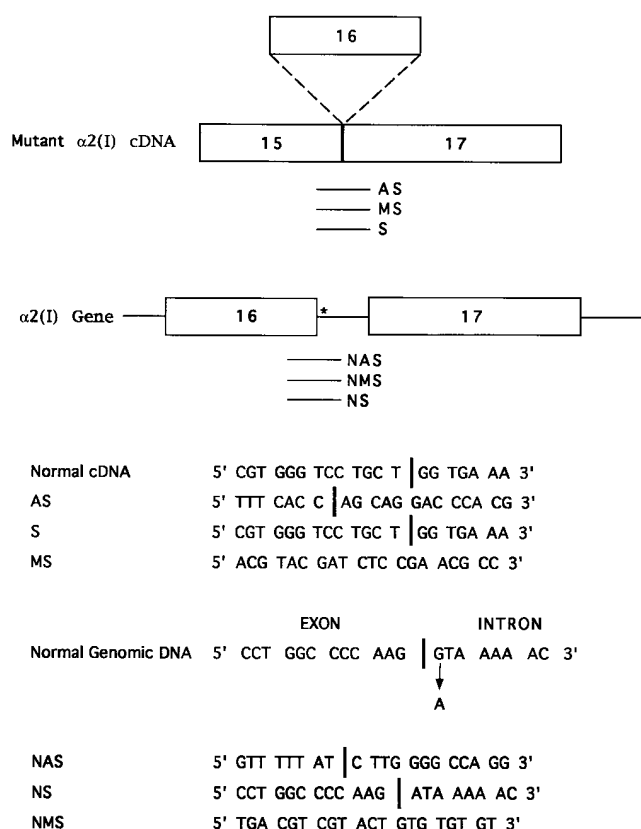 16
Mutant α2(I) cDNA 15 17
AS
MS
S
α2(I) Gene 16 * 17
NAS
NMS
NS
Normal cDNA 5' CGT GGG TCC TGC T GG TGA AA 3'
AS 5' TTT CAC C AG CAG GAC CCA CG 3'
S 5' CGT GGG TCC TGC T GG TGA AA 3'
MS 5' ACG TAC GAT CTC CGA ACG CC 3'
EXON INTRON
Normal Genomic DNA 5' CCT GGC CCC AAG GTA AAA AC 3'
A
NAS 5' GTT TTT AT C TTG GGG CCA GG 3'
NS 5' CCT GGC CCC AAG ATA AAA AC 3'
NMS 5' TGA CGT CGT ACT GTG TGT GT 3'